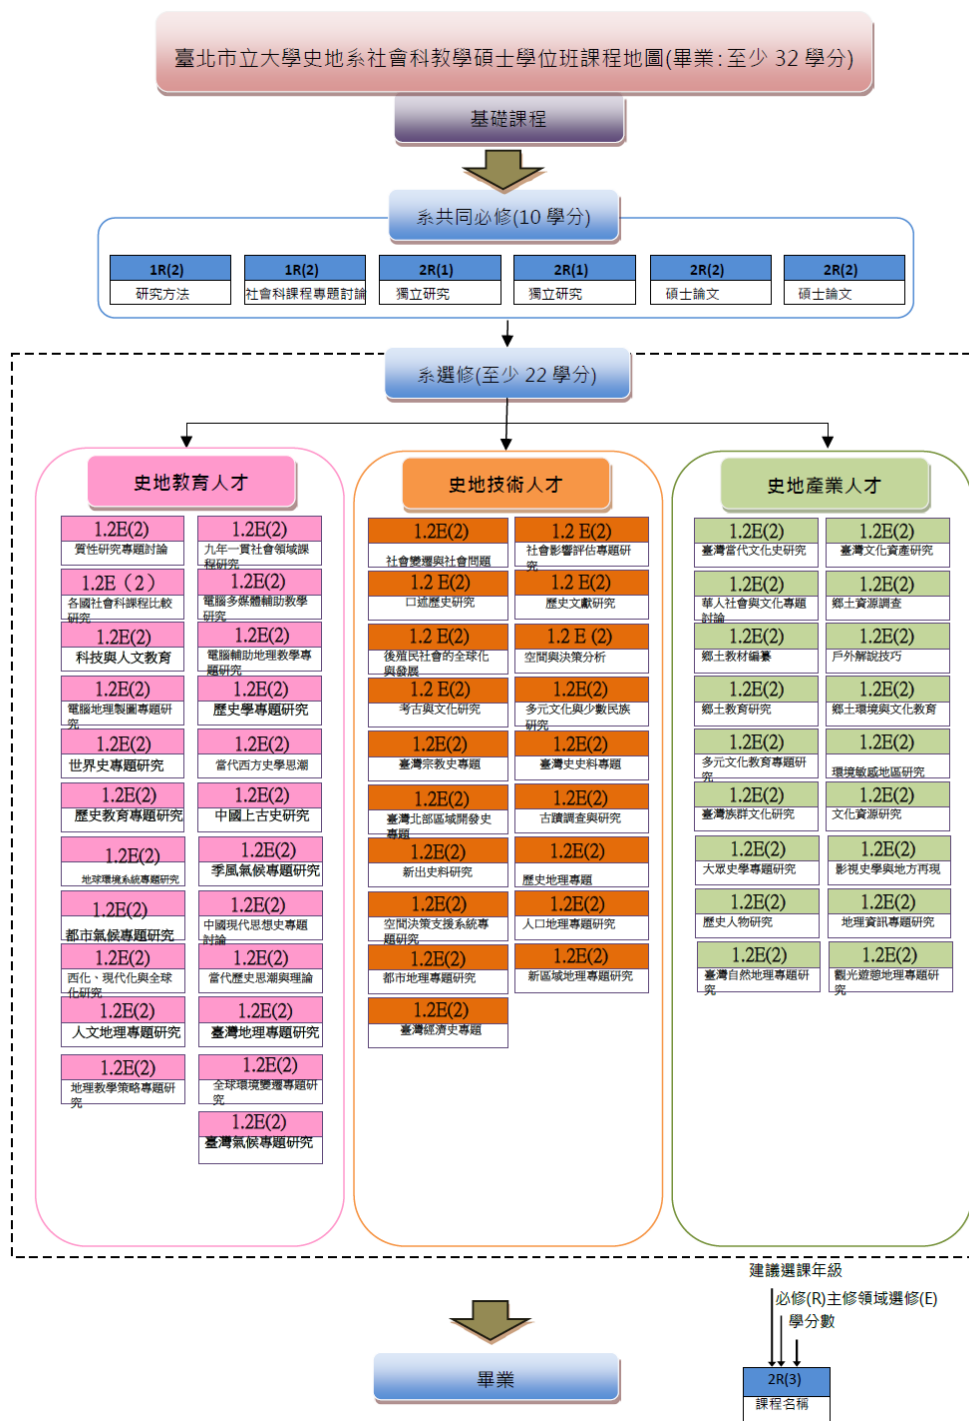 臺北市立大學史地系社會科教學碩士學位班課程地圖(畢業:至少 32 學分)
基礎課程
系共同必修(10 學分)
1R(2)
研究方法
1R(2)
社會科課程專題討論
2R(1)
獨立研究
2R(1)
獨立研究
2R(2)
碩士論文
2R(2)
碩士論文
系選修(至少 22 學分)
史地教育人才
1.2E(2)
質性研究專題討論
1.2E(2)
九年一貫社會領域課
程研究
1.2E（2）
各國社會科課程比較
研究
1.2E(2)
電腦多媒體輔助教學
研究
1.2E(2)
科技與人文教育
1.2E(2)
電腦輔助地理教學專
題研究
1.2E(2)
電腦地理製圖專題研
究
1.2E(2)
歷史學專題研究
1.2E(2)
世界史專題研究
1.2E(2)
當代西方史學思潮
1.2E(2)
歷史教育專題研究
1.2E(2)
中國上古史研究
1.2E(2)
地球環境系統專題研究
1.2E(2)
季風氣候專題研究
1.2E(2)
都市氣候專題研究
1.2E(2)
中國現代思想史專題
討論
1.2E(2)
西化、現代化與全球
化研究
1.2E(2)
當代歷史思潮與理論
1.2E(2)
人文地理專題研究
1.2E(2)
臺灣地理專題研究
1.2E(2)
地理教學策略專題研
究
1.2E(2)
全球環境變遷專題研
究
1.2E(2)
臺灣氣候專題研究
史地技術人才
1.2E(2)
社會變遷與社會問題
1.2 E(2)
社會影響評估專題研
究
1.2 E(2)
口述歷史研究
1.2 E(2)
歷史文獻研究
1.2 E(2)
後殖民社會的全球化
與發展
1.2 E (2)
空間與決策分析
1.2 E(2)
考古與文化研究
1.2 E(2)
多元文化與少數民族
研究
1.2E(2)
臺灣宗教史專題
1.2E(2)
臺灣史史料專題
1.2E(2)
臺灣北部區域開發史
專題
1.2E(2)
古蹟調查與研究
1.2E(2)
新出史料研究
1.2E(2)
歷史地理專題
1.2E(2)
空間決策支援系統專
題研究
1.2E(2)
人口地理專題研究
1.2E(2)
都市地理專題研究
1.2E(2)
新區域地理專題研究
1.2E(2)
臺灣經濟史專題
史地產業人才
1.2E(2)
臺灣當代文化史研究
1.2E(2)
臺灣文化資產研究
1.2E(2)
華人社會與文化專題
討論
1.2E(2)
鄉土資源調查
1.2E(2)
鄉土教材編纂
1.2E(2)
戶外解說技巧
1.2E(2)
鄉土教育研究
1.2E(2)
鄉土環境與文化教育
1.2E(2)
多元文化教育專題研
究
1.2E(2)
環境敏感地區研究
1.2E(2)
臺灣族群文化研究
1.2E(2)
文化資源研究
1.2E(2)
大眾史學專題研究
1.2E(2)
影視史學與地方再現
1.2E(2)
歷史人物研究
1.2E(2)
地理資訊專題研究
1.2E(2)
臺灣自然地理專題研
究
1.2E(2)
觀光遊憩地理專題研
究
建議選課年級
必修(R)主修領域選修(E)
學分數
2R(3)
課程名稱
畢業